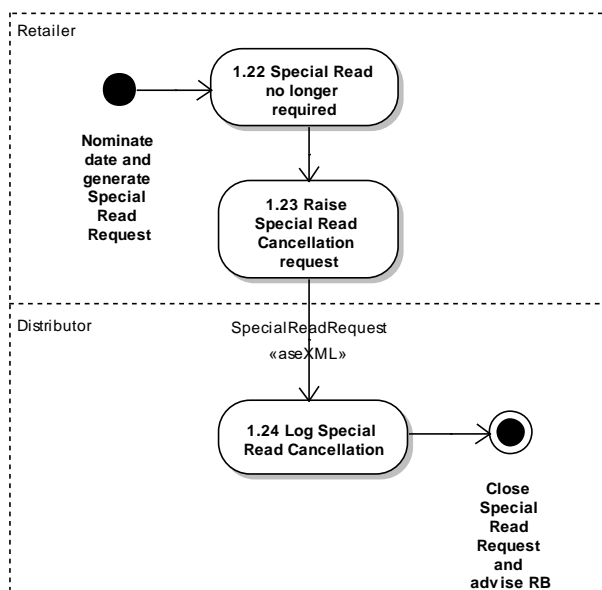 Retailer
1.22 Special Read
no longer
required
Nominate
date and
generate
Special
Read
Request
1.23 Raise
Special Read
Cancellation
request
Distributor
SpecialReadRequest
«aseXML»
1.24 Log Special
Read Cancellation
Close
Special
Read
Request
and
advise RB